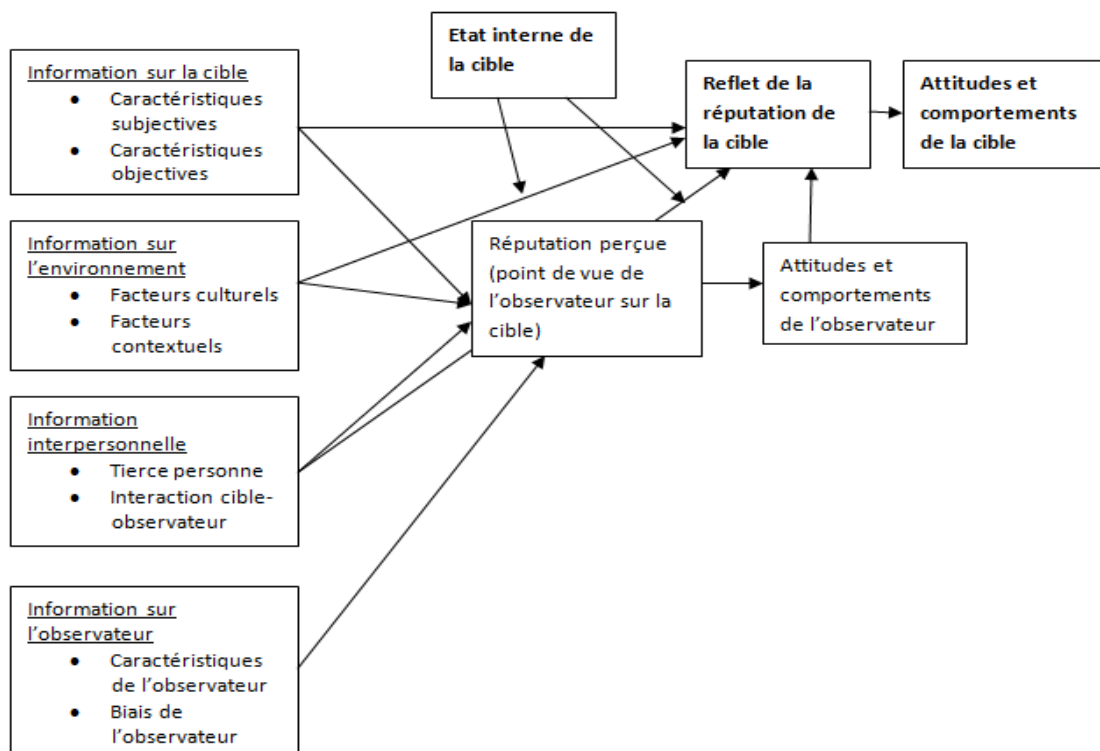 Information sur la cible
● Caractéristiques
subjectives
● Caractéristiques
objectives
Information sur
l'environnement
● Facteurs culturels
● Facteurs
contextuels
Information
interpersonnelle
● Tierce personne
● Interaction cible-
observateur
Information sur
l'observateur
● Caractéristiques
de l'observateur
● Biais de
l'observateur
Etat interne de
la cible
Réputation perçue
(point de vue de
l'observateur sur la
cible)
Reflet de la
réputation de
la cible
Attitudes et
comportements
de l'observateur
Attitudes et
comportements
de la cible